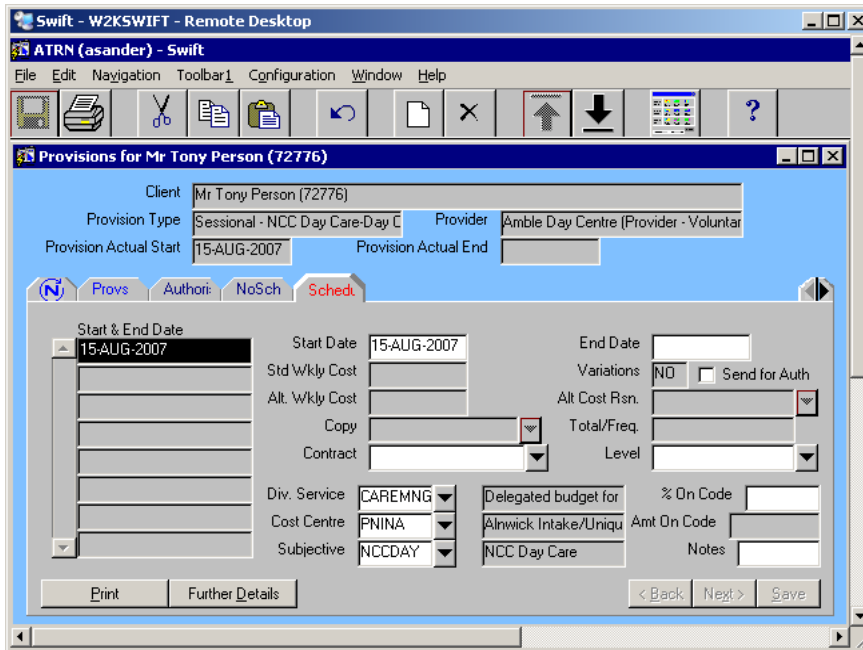 Swift - W2KSWIFT - Remote Desktop
ATRN (asander) - Swift
File Edit Navigation Toolbar1 Configuration Window Help
?
Provisions for Mr Tony Person (72776)
Client Mr Tony Person (72776)
Provision Type Sessional - NCC Day Care-Day C Provider Amble Day Centre (Provider - Voluntar
Provision Actual Start 15-AUG-2007 Provision Actual End
N Provs Authori: NoSch Schedu
Start & End Date
15-AUG-2007
Start Date 15-AUG-2007 End Date
Std Wkly Cost Variations NO Send for Auth
Alt. Wkly Cost Alt Cost Rsn.
Copy Total/Freq.
Contract Level
Div. Service CAREMNG Delegated budget for % On Code
Cost Centre PNINA Alnwick Intake/Uniqu Amt On Code
Subjective NCCDAY NCC Day Care Notes
Print Further Details < Back Next > Save